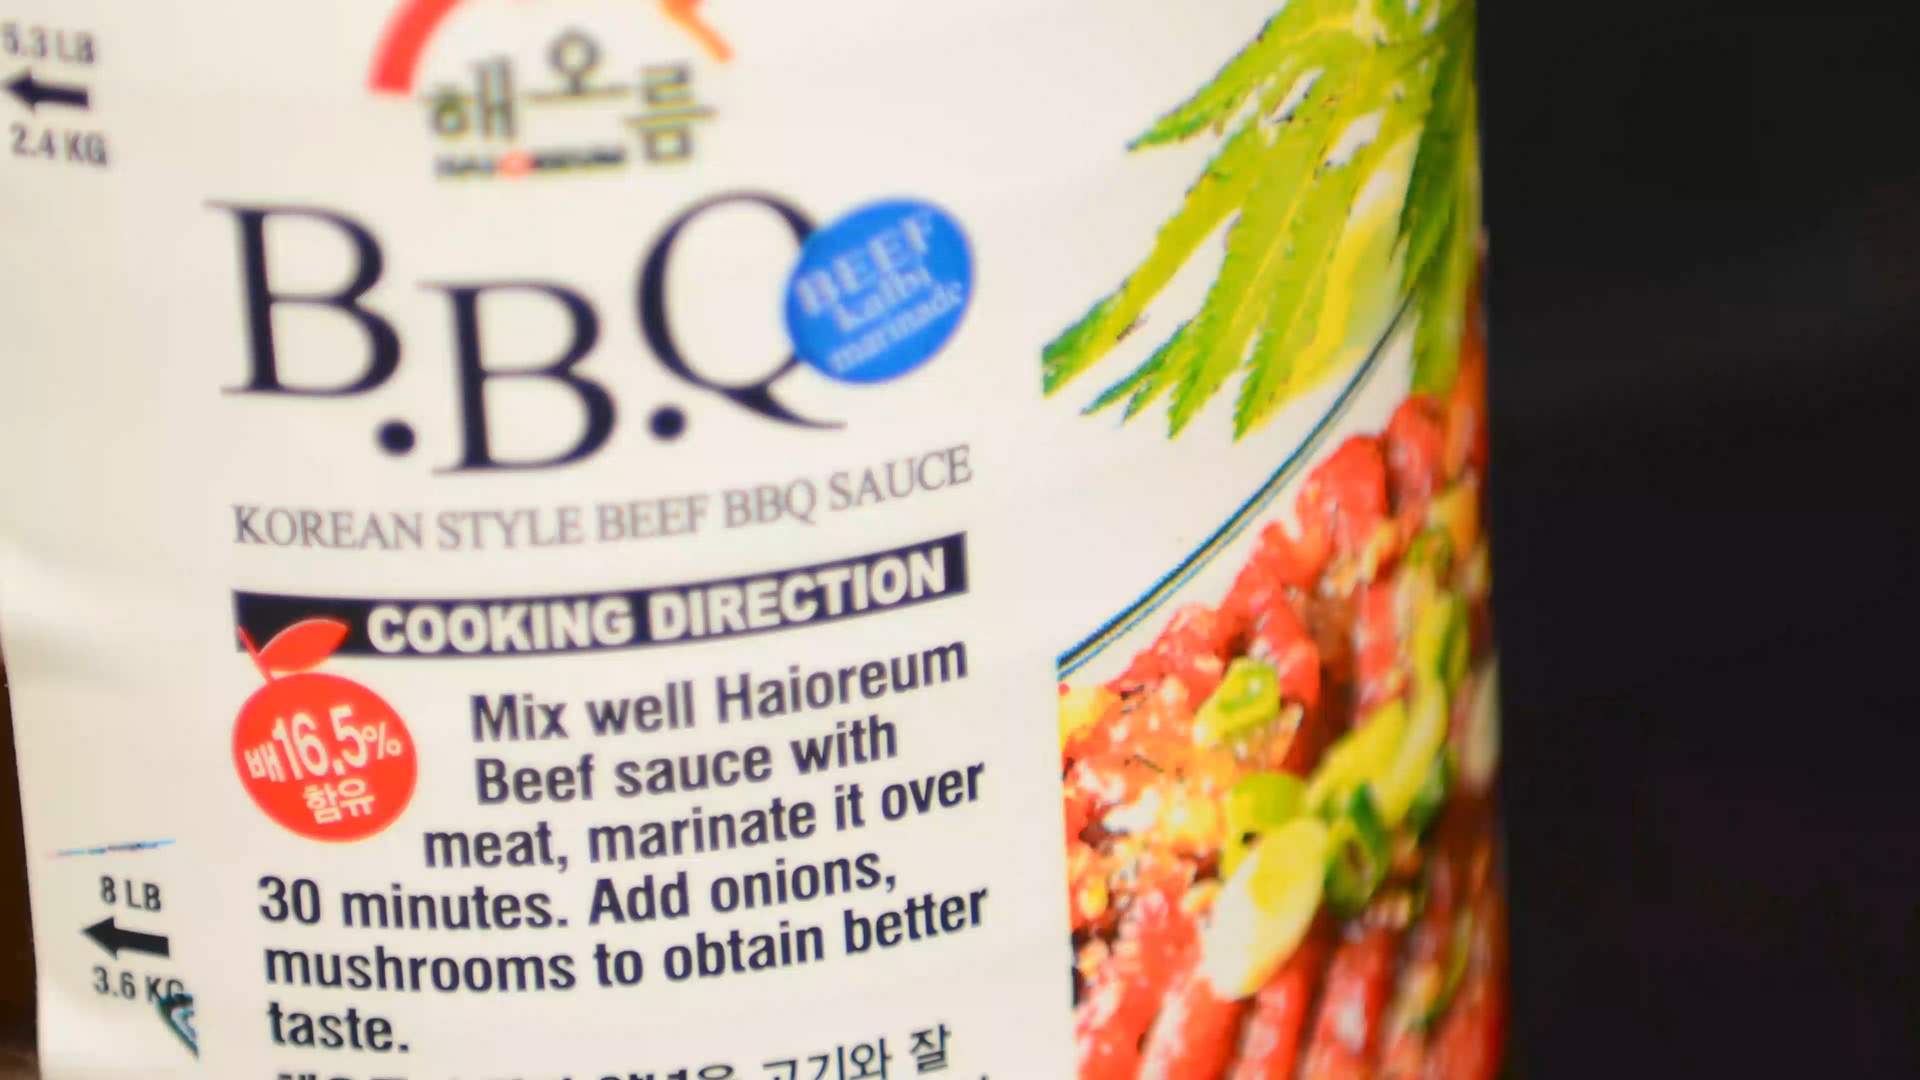 5.3 LB
2.4 KG
해오름
HAIOREUM
B.B.Q
BEEF
kalbi
marinade
KOREAN STYLE BEEF BBQ SAUCE
COOKING DIRECTION
배16.5%
함유
Mix well Haioreum
Beef sauce with
meat, marinate it over
30 minutes. Add onions,
mushrooms to obtain better
taste.
8 LB
3.6 KG
고기와 잘